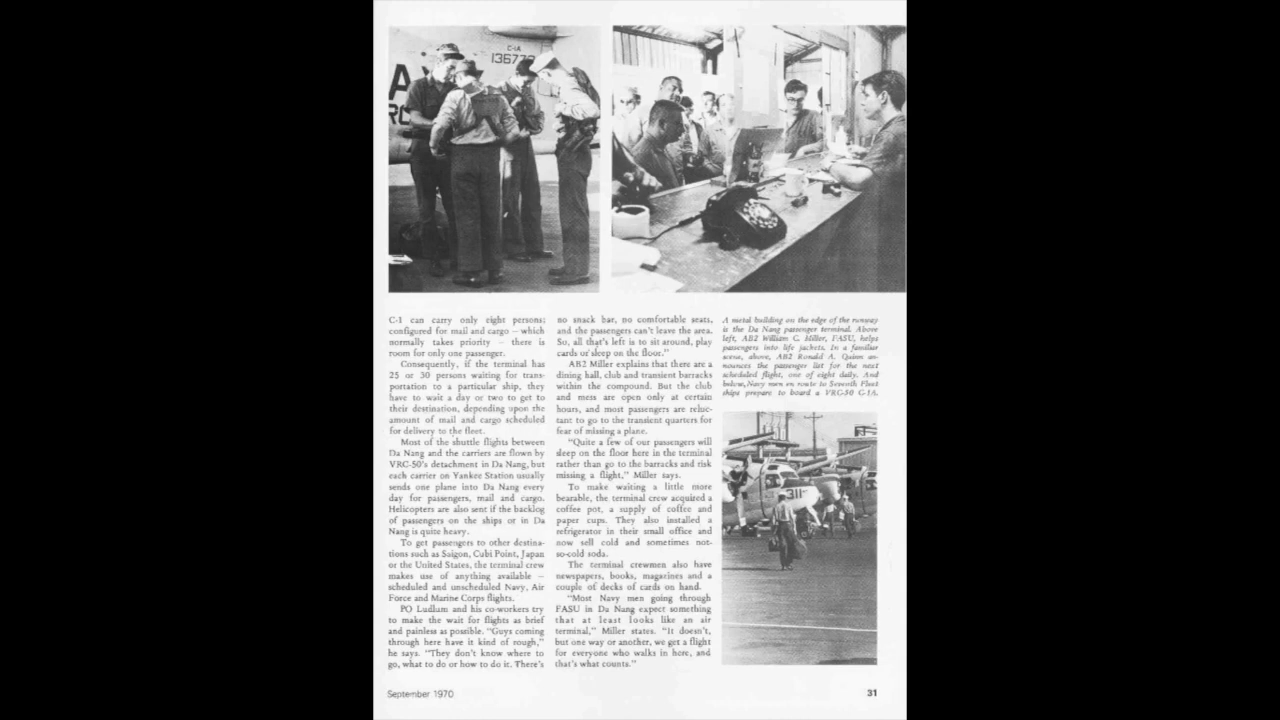 C-1A
136773
A
RC
C-1 can carry only eight persons;
configured for mail and cargo — which
normally takes priority — there is
room for only one passenger.
Consequently, if the terminal has
25 or 30 persons waiting for trans-
portation to a particular ship, they
have to wait a day or two to get to
their destination, depending upon the
amount of mail and cargo scheduled
for delivery to the fleet.
Most of the shuttle flights between
Da Nang and the carriers are flown by
VRC-50's detachment in Da Nang, but
each carrier on Yankee Station usually
sends one plane into Da Nang every
day for passengers, mail and cargo.
Helicopters are also sent if the backlog
of passengers on the ships or in Da
Nang is quite heavy.
To get passengers to other destina-
tions such as Saigon, Cubi Point, Japan
or the United States, the terminal crew
makes use of anything available —
scheduled and unscheduled Navy, Air
Force and Marine Corps flights.
PO Ludlum and his co-workers try
to make the wait for flights as brief
and painless as possible. "Guys coming
through here have it kind of rough,"
he says. "They don't know where to
go, what to do or how to do it. There's
no snack bar, no comfortable seats,
and the passengers can't leave the area.
So, all that's left is to sit around, play
cards or sleep on the floor."
AB2 Miller explains that there are a
dining hall, club and transient barracks
within the compound. But the club
and mess are open only at certain
hours, and most passengers are reluc-
tant to go to the transient quarters for
fear of missing a plane.
"Quite a few of our passengers will
sleep on the floor here in the terminal
rather than go to the barracks and risk
missing a flight," Miller says.
To make waiting a little more
bearable, the terminal crew acquired a
coffee pot, a supply of coffee and
paper cups. They also installed a
refrigerator in their small office and
now sell cold and sometimes not-
so-cold soda.
The terminal crewmen also have
newspapers, books, magazines and a
couple of decks of cards on hand.
"Most Navy men going through
FASU in Da Nang expect something
that at least looks like an air
terminal," Miller states. "It doesn't,
but one way or another, we get a flight
for everyone who walks in here, and
that's what counts."
A metal building on the edge of the runway
is the Da Nang passenger terminal. Above
left, AB2 William C. Miller, FASU, helps
passengers into life jackets. In a familiar
scene, above, AB2 Ronald A. Quinn an-
nounces the passenger list for the next
scheduled flight, one of eight daily. And
below, Navy men en route to Seventh Fleet
ships prepare to board a VRC-50 C-1A.
311
September 1970
31